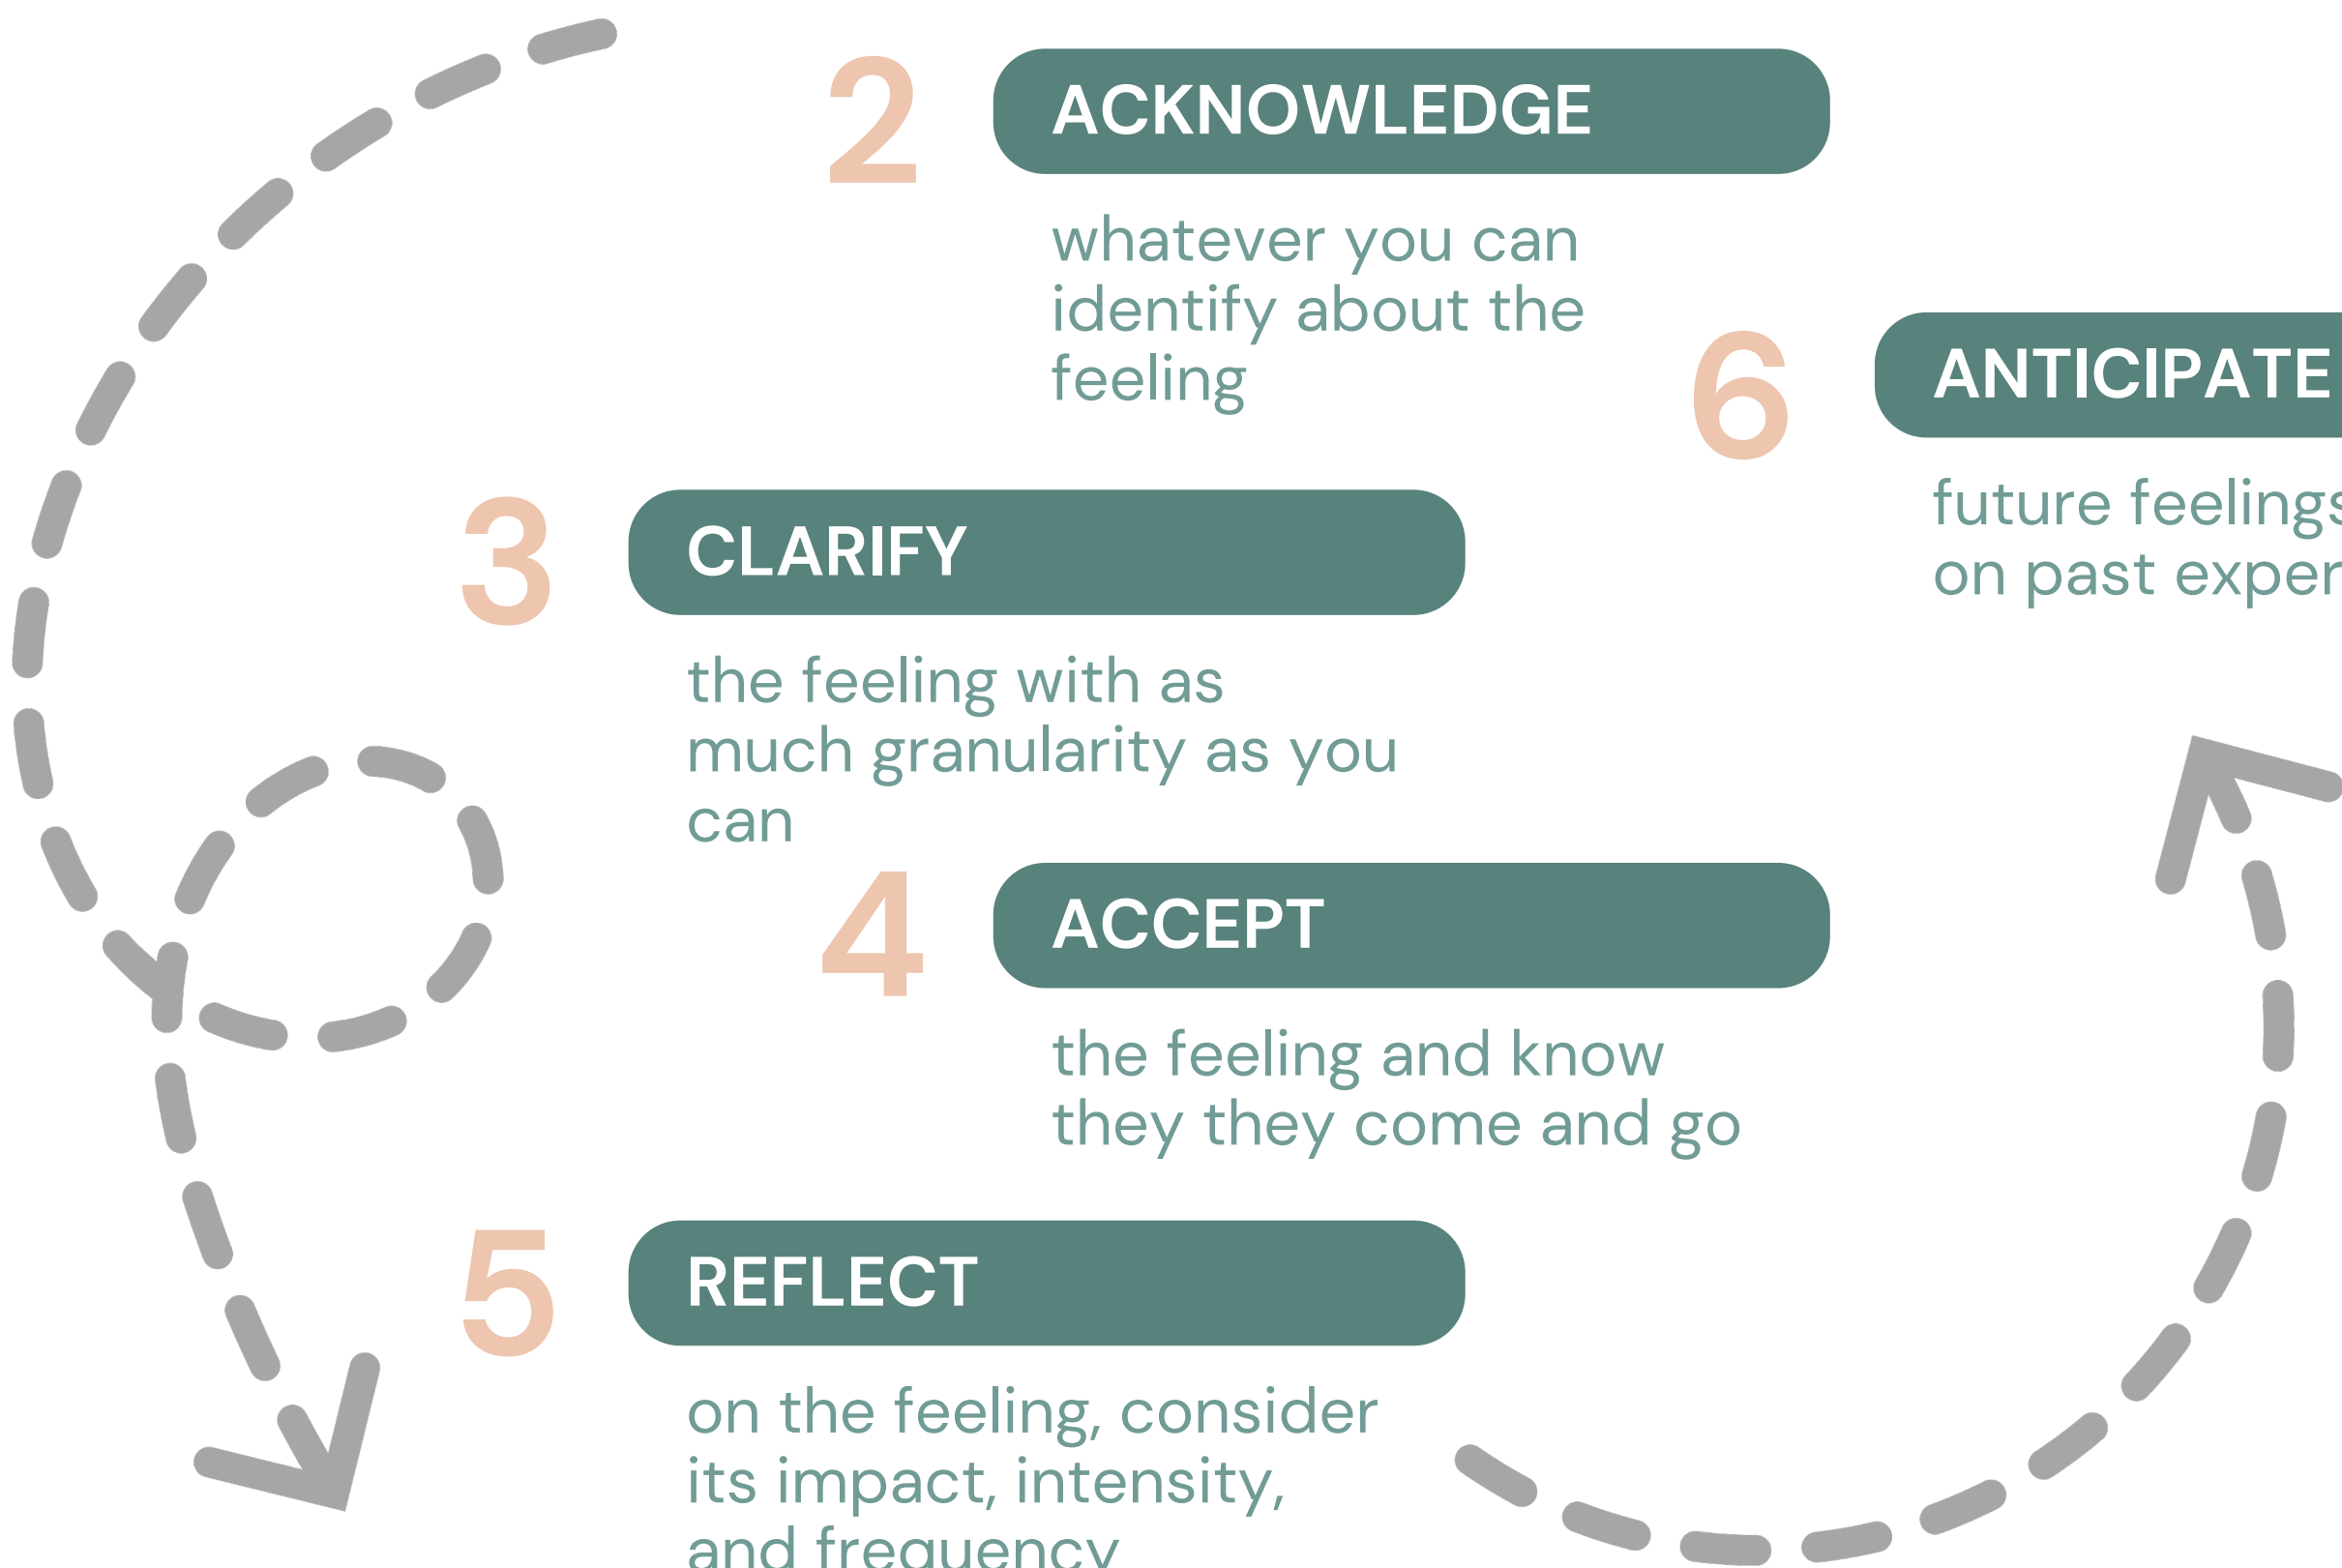 2
ACKNOWLEDGE
whatever you can
identify about the
feeling
3
CLARIFY
the feeling with as
much granularity as you
can
4
ACCEPT
the feeling and know
they they come and go
5
REFLECT
on the feeling, consider
its impact, intensity,
and frequency
6
ANTICIPATE
future feelings
on past